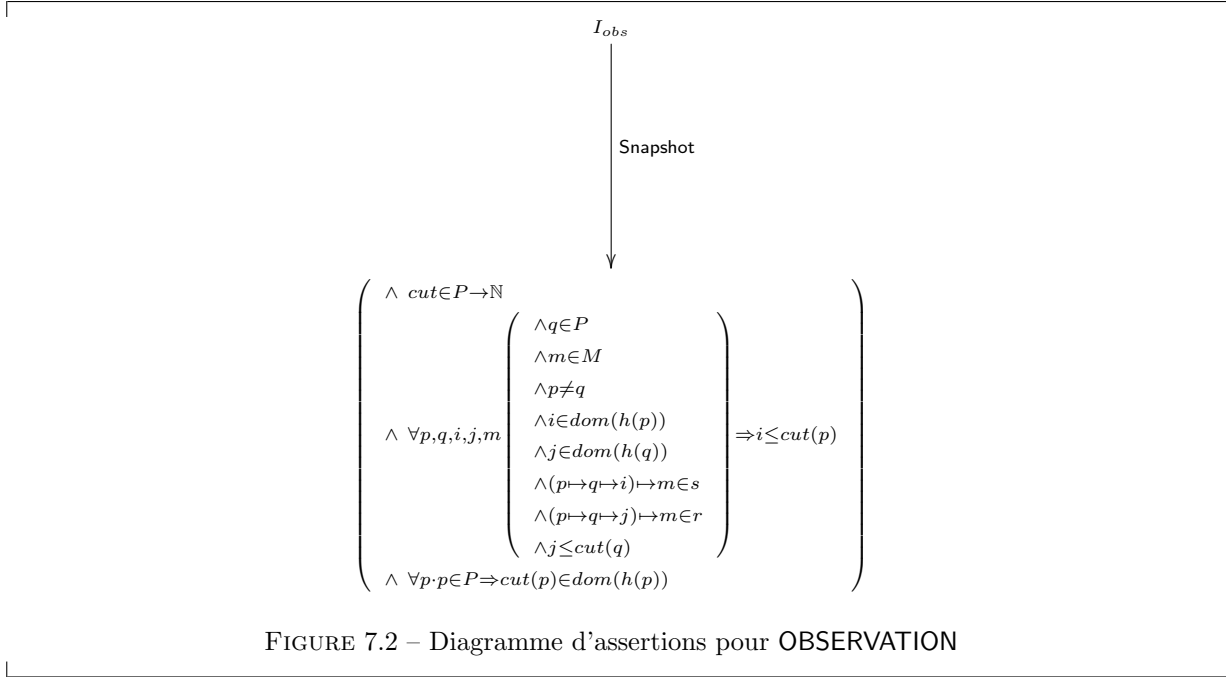 I_obs
Snapshot
∧ cut∈P→ℕ
∧q∈P
∧m∈M
∧p≠q
∧i∈dom(h(p))
∧ ∀p,q,i,j,m ⇒i≤cut(p)
∧j∈dom(h(q))
∧(p↦q↦i)↦m∈s
∧(p↦q↦j)↦m∈r
∧j≤cut(q)
∧ ∀p·p∈P⇒cut(p)∈dom(h(p))
FIGURE 7.2 – Diagramme d'assertions pour OBSERVATION